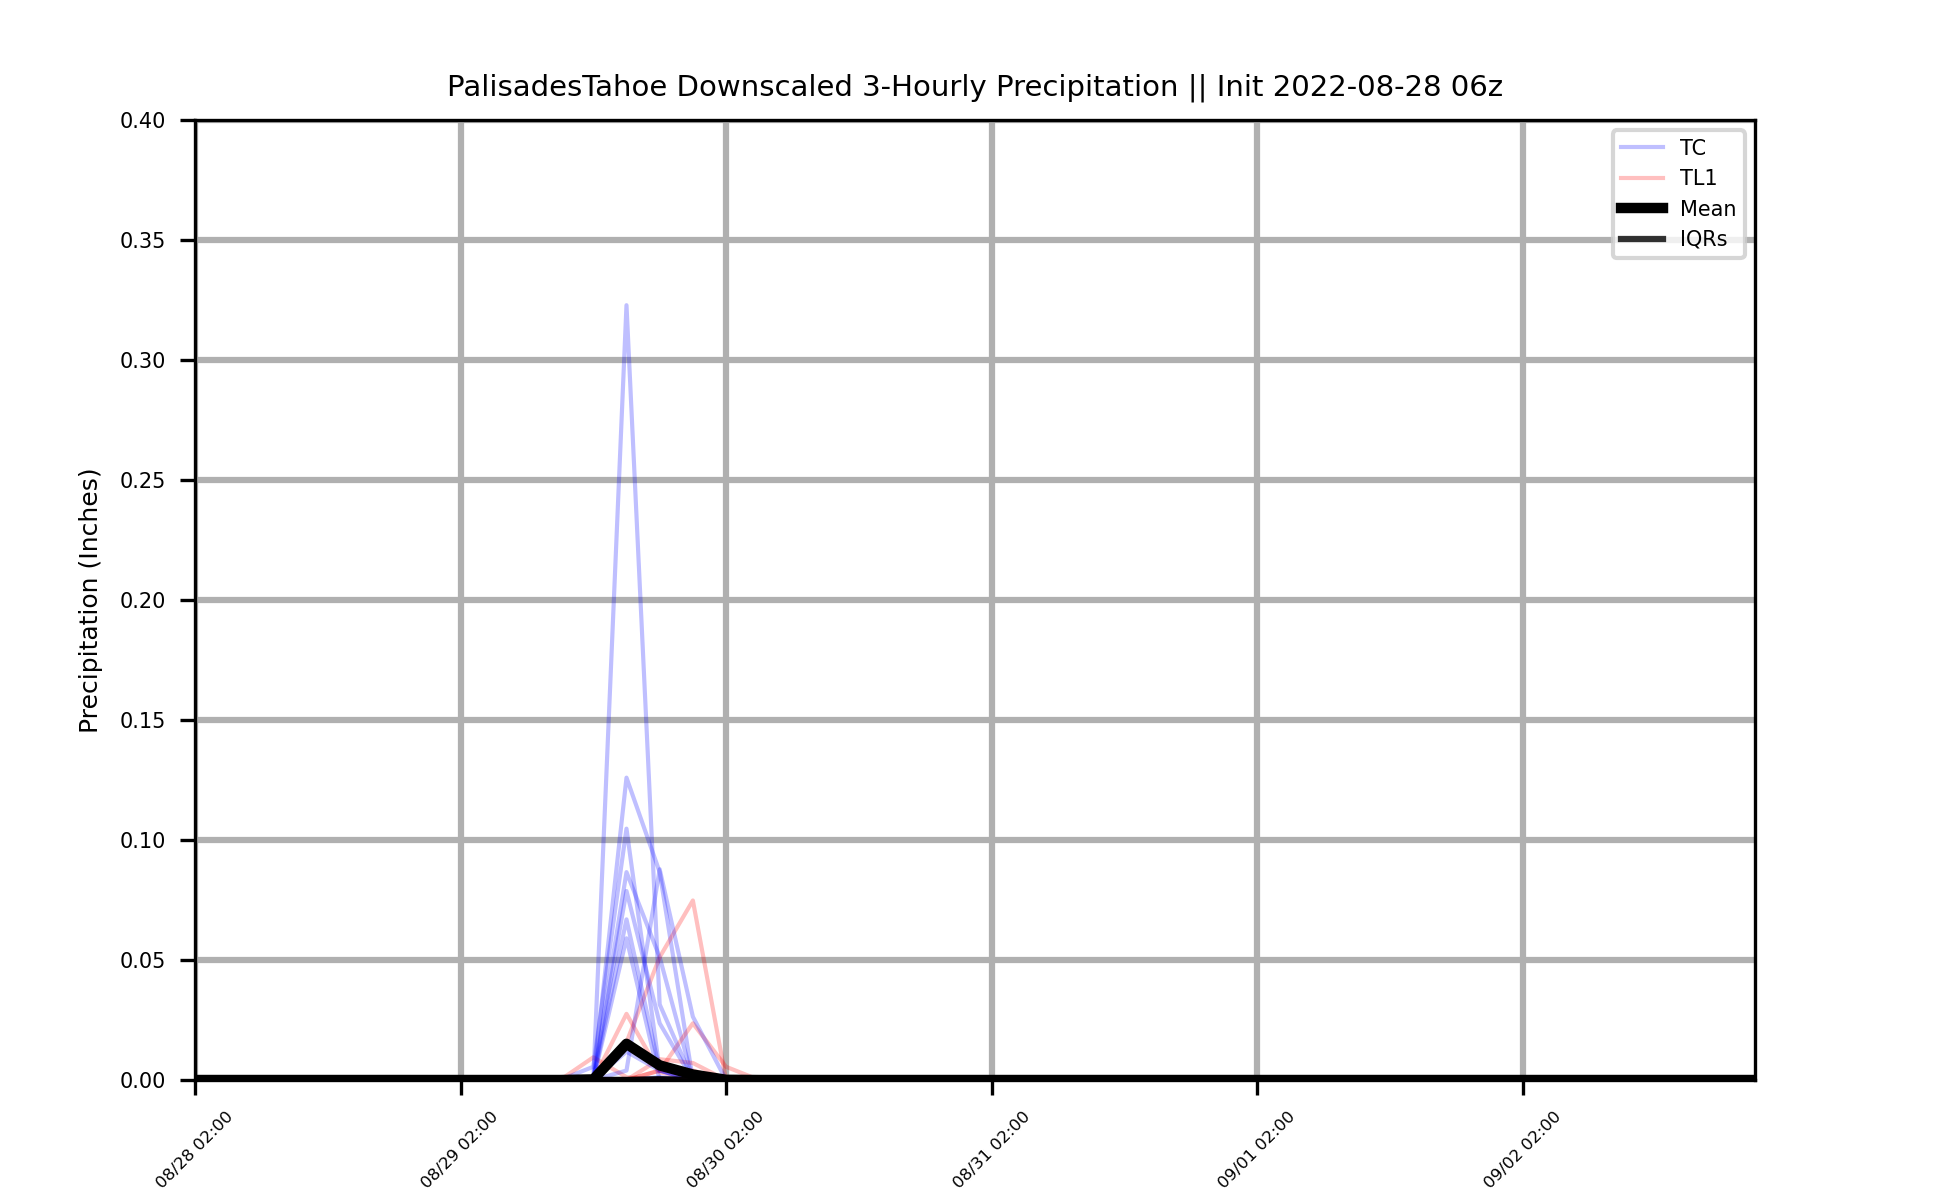 PalisadesTahoe Downscaled 3-Hourly Precipitation || Init 2022-08-28 06z
TC
TL1
Mean
IQRs
Precipitation (Inches)
0.40
0.35
0.30
0.25
0.20
0.15
0.10
0.05
0.00
08/28 02:00
08/29 02:00
08/30 02:00
08/31 02:00
09/01 02:00
09/02 02:00